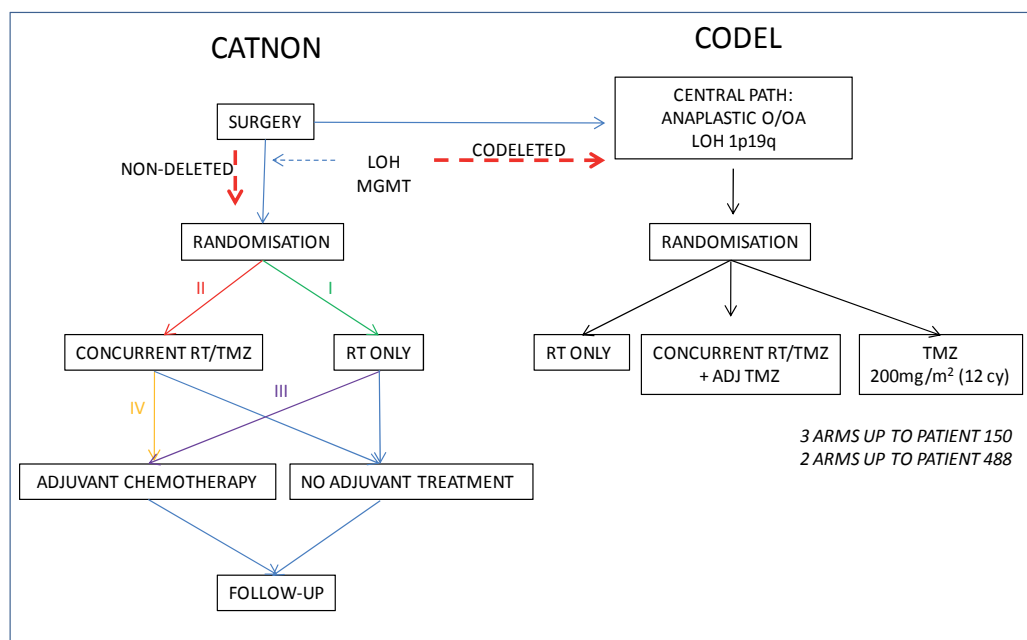 CATNON
CODEL
SURGERY
CENTRAL PATH:
ANAPLASTIC O/OA
LOH 1p19q
NON-DELETED
LOH
MGMT
CODELETED
RANDOMISATION
RANDOMISATION
II
I
CONCURRENT RT/TMZ
RT ONLY
RT ONLY
CONCURRENT RT/TMZ
+ ADJ TMZ
TMZ
200mg/m² (12 cy)
IV
III
3 ARMS UP TO PATIENT 150
2 ARMS UP TO PATIENT 488
ADJUVANT CHEMOTHERAPY
NO ADJUVANT TREATMENT
FOLLOW-UP